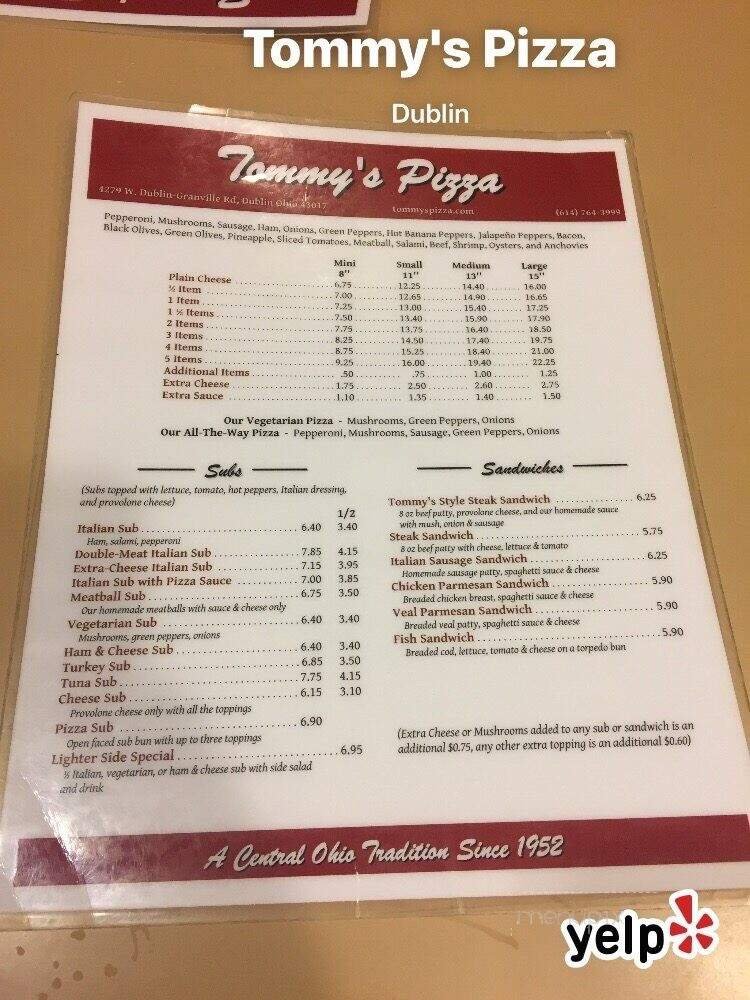 Tommy's Pizza
Dublin
Tommy's Pizza
4279 W. Dublin-Granville Rd, Dublin Ohio 43017 tommyspizza.com (614) 764-3999
Pepperoni, Mushrooms, Sausage, Ham, Onions, Green Peppers, Hot Banana Peppers, Jalapeño Peppers, Bacon,
Black Olives, Green Olives, Pineapple, Sliced Tomatoes, Meatball, Salami, Beef, Shrimp, Oysters, and Anchovies
Mini Small Medium Large
8" 11" 13" 15"
Plain Cheese 6.75 12.25 14.40 16.00
½ Item 7.00 12.65 14.90 16.65
1 Item 7.25 13.00 15.40 17.25
1 ½ Items 7.50 13.40 15.90 17.90
2 Items 7.75 13.75 16.40 18.50
3 Items 8.25 14.50 17.40 19.75
4 Items 8.75 15.25 18.40 21.00
5 Items 9.25 16.00 19.40 22.25
Additional Items .50 .75 1.00 1.25
Extra Cheese 1.75 2.50 2.60 2.75
Extra Sauce 1.10 1.35 1.40 1.50
Our Vegetarian Pizza - Mushrooms, Green Peppers, Onions
Our All-The-Way Pizza - Pepperoni, Mushrooms, Sausage, Green Peppers, Onions
Subs
(Subs topped with lettuce, tomato, hot peppers, Italian dressing,
and provolone cheese)
1/2
Italian Sub 6.40 3.40
Ham, salami, pepperoni
Double-Meat Italian Sub 7.85 4.15
Extra-Cheese Italian Sub 7.15 3.95
Italian Sub with Pizza Sauce 7.00 3.85
Meatball Sub 6.75 3.50
Our homemade meatballs with sauce & cheese only
Vegetarian Sub 6.40 3.40
Mushrooms, green peppers, onions
Ham & Cheese Sub 6.40 3.40
Turkey Sub 6.85 3.50
Tuna Sub 7.75 4.15
Cheese Sub 6.15 3.10
Provolone cheese only with all the toppings
Pizza Sub 6.90
Open faced sub bun with up to three toppings
Lighter Side Special 6.95
½ Italian, vegetarian, or ham & cheese sub with side salad
and drink
Sandwiches
Tommy's Style Steak Sandwich 6.25
8 oz beef patty, provolone cheese, and our homemade sauce
with mush, onion & sausage
Steak Sandwich 5.75
8 oz beef patty with cheese, lettuce & tomato
Italian Sausage Sandwich 6.25
Homemade sausage patty, spaghetti sauce & cheese
Chicken Parmesan Sandwich 5.90
Breaded chicken breast, spaghetti sauce & cheese
Veal Parmesan Sandwich 5.90
Breaded veal patty, spaghetti sauce & cheese
Fish Sandwich 5.90
Breaded cod, lettuce, tomato & cheese on a torpedo bun
(Extra Cheese or Mushrooms added to any sub or sandwich is an
additional $0.75, any other extra topping is an additional $0.60)
A Central Ohio Tradition Since 1952
yelp